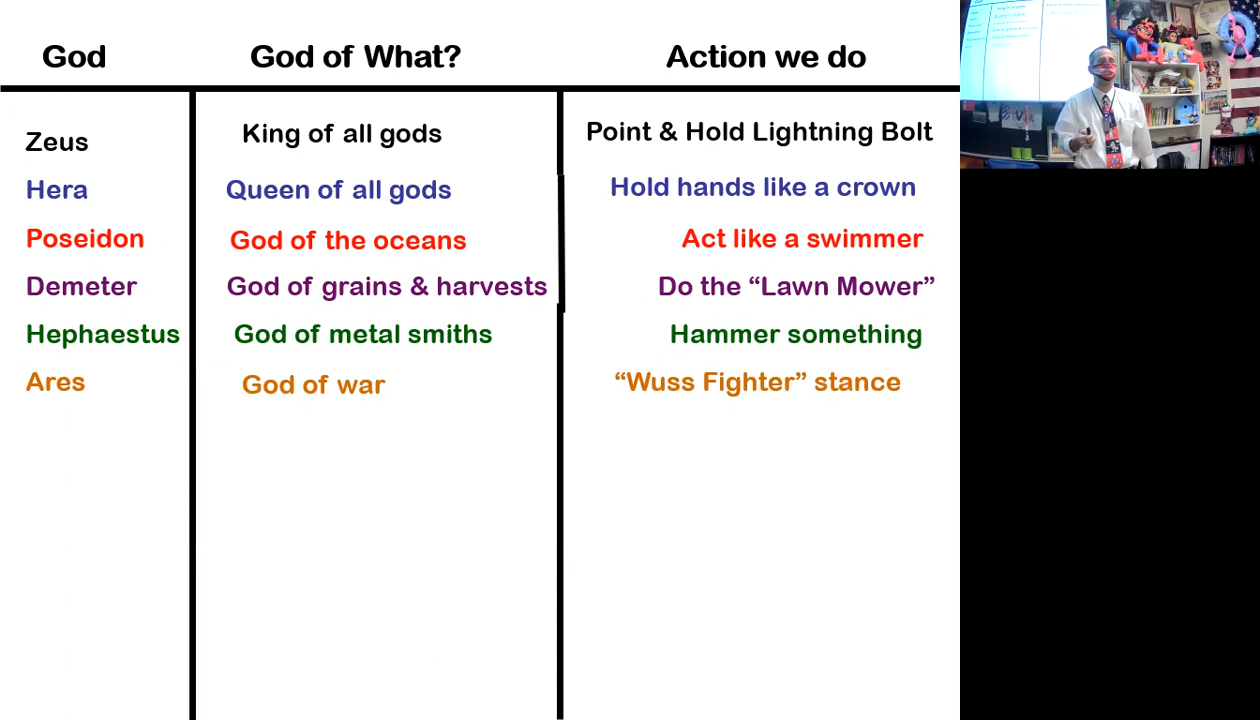 God God of What? Action we do
Zeus King of all gods Point & Hold Lightning Bolt
Hera Queen of all gods Hold hands like a crown
Poseidon God of the oceans Act like a swimmer
Demeter God of grains & harvests Do the “Lawn Mower”
Hephaestus God of metal smiths Hammer something
Ares God of war “Wuss Fighter” stance